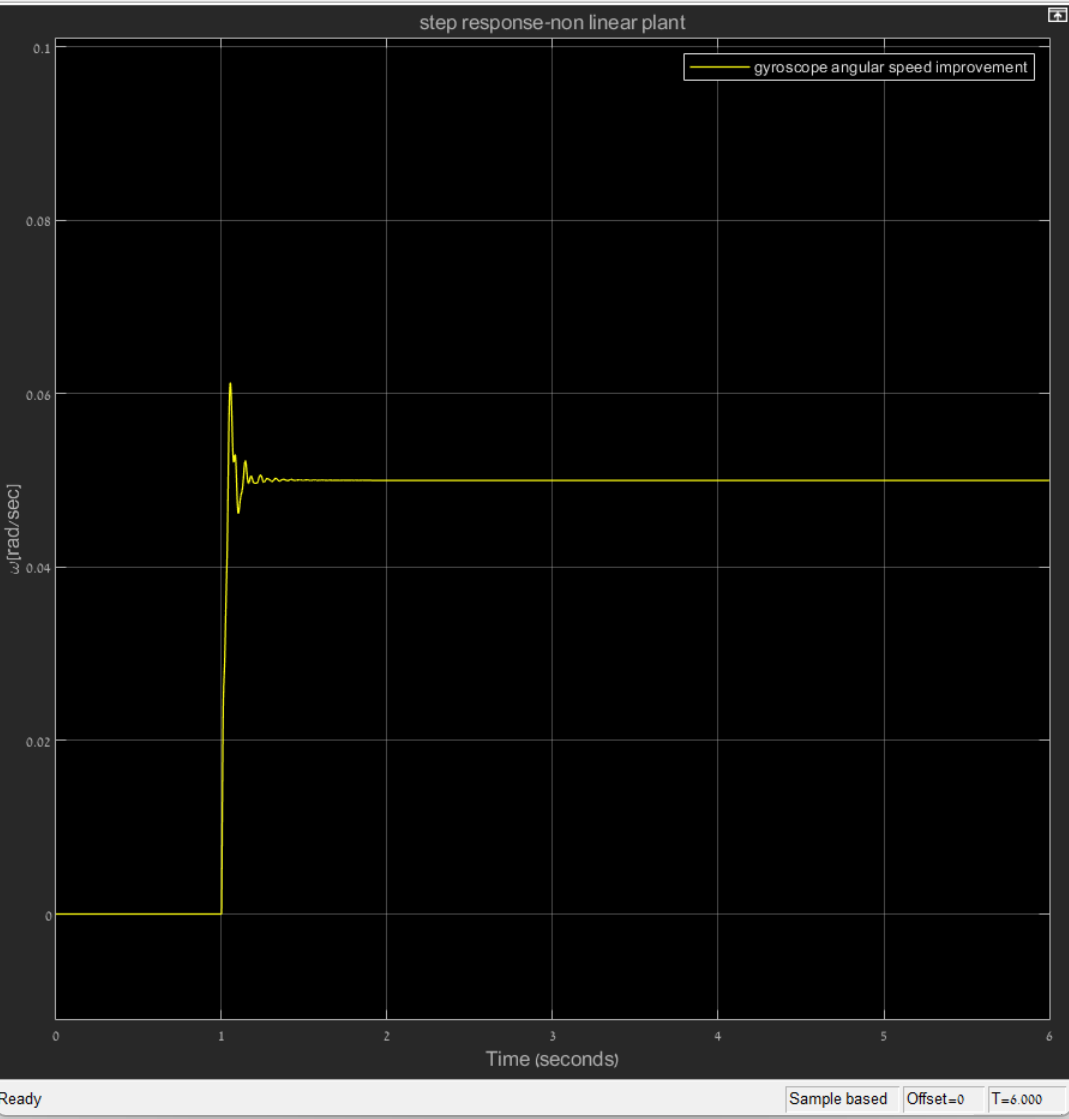 step response-non linear plant
gyroscope angular speed improvement
0.1
0.08
0.06
0.04
0.02
0
ω[rad/sec]
0 1 2 3 4 5 6
Time (seconds)
Ready
Sample based Offset=0 T=6.000